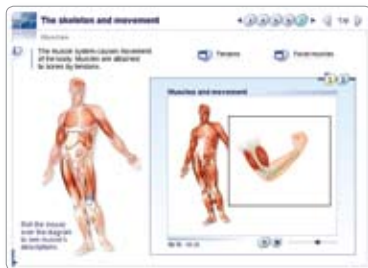 The skeleton and movement
Muscles
The muscle system causes movement
of the body. Muscles are attached
to bones by tendons.
Tendons
Facial muscles
Muscles and movement
Roll the mouse
over the diagram
to see muscle's
descriptions